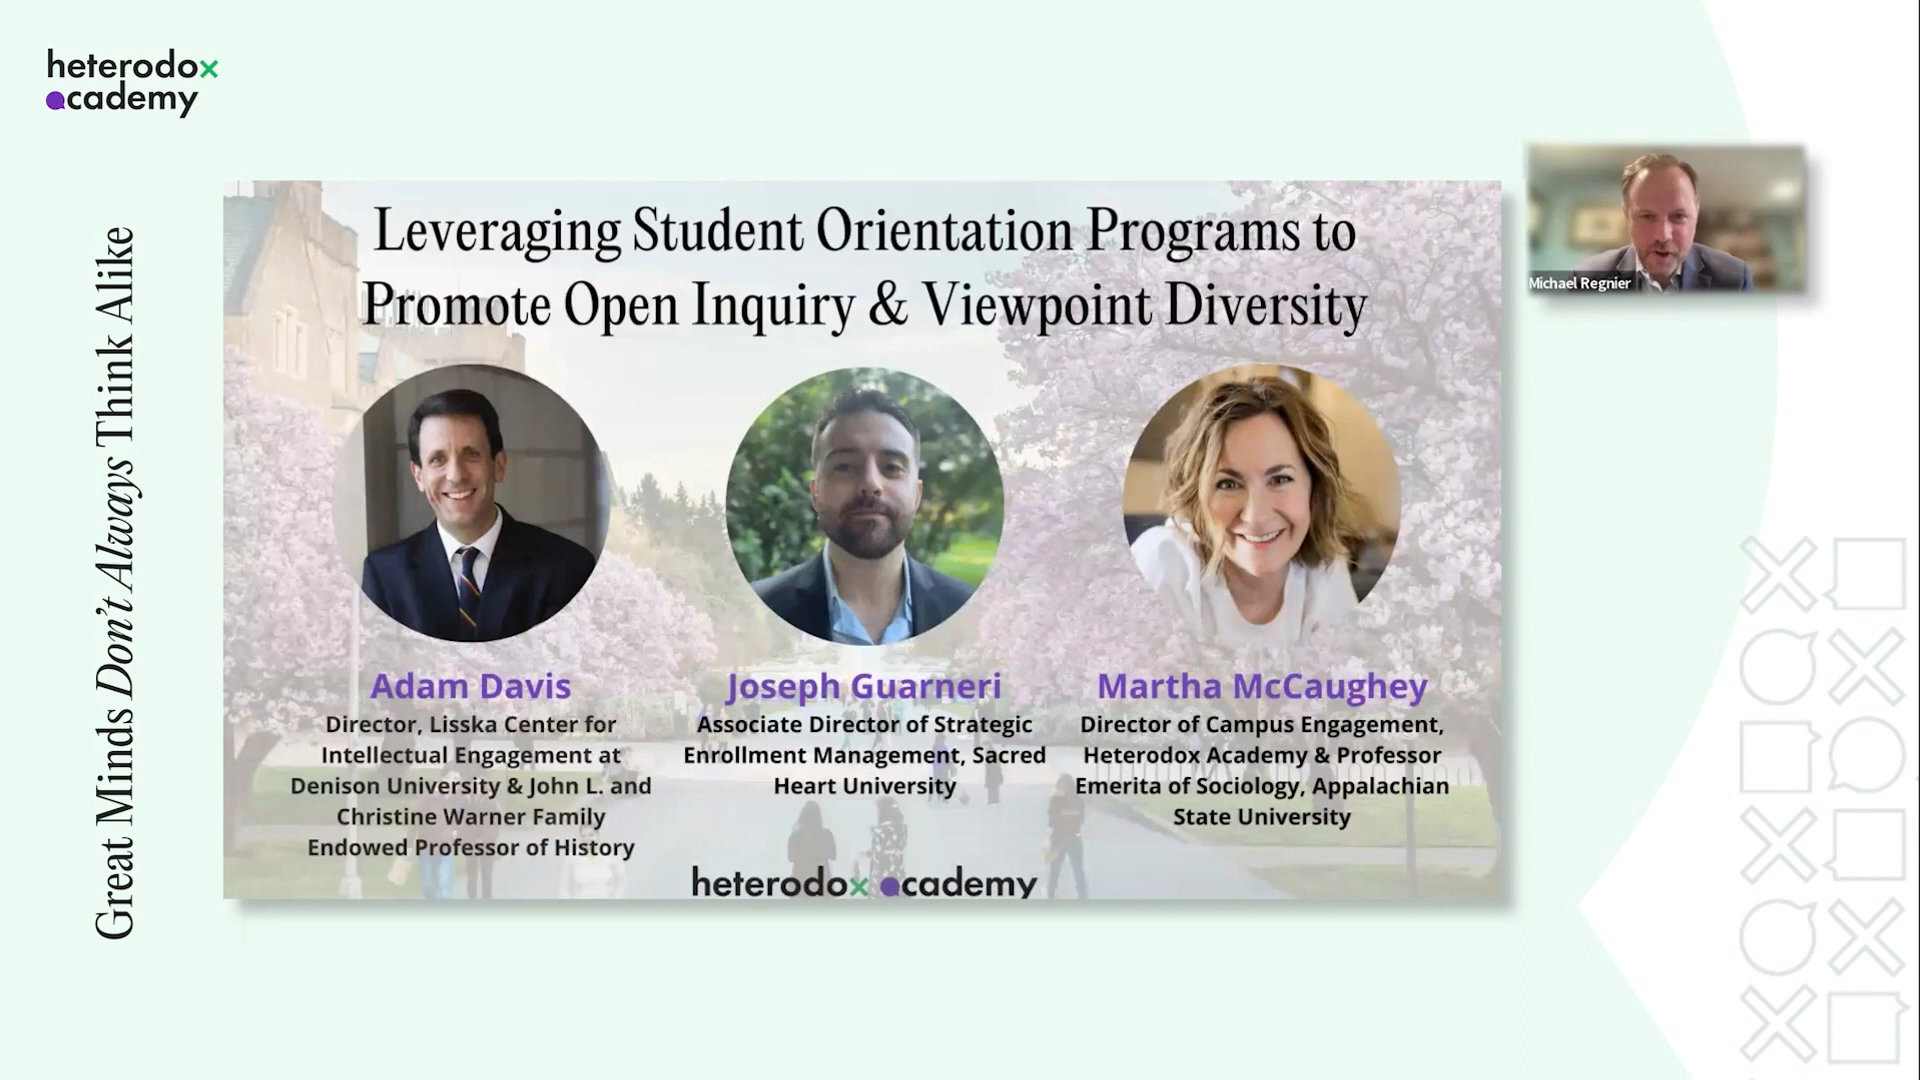 heterodox
academy
Great Minds Don't Always Think Alike
Leveraging Student Orientation Programs to
Promote Open Inquiry & Viewpoint Diversity
Michael Regnier
Adam Davis
Director, Lisska Center for
Intellectual Engagement at
Denison University & John L. and
Christine Warner Family
Endowed Professor of History
Joseph Guarneri
Associate Director of Strategic
Enrollment Management, Sacred
Heart University
Martha McCaughey
Director of Campus Engagement,
Heterodox Academy & Professor
Emerita of Sociology, Appalachian
State University
heterodox academy